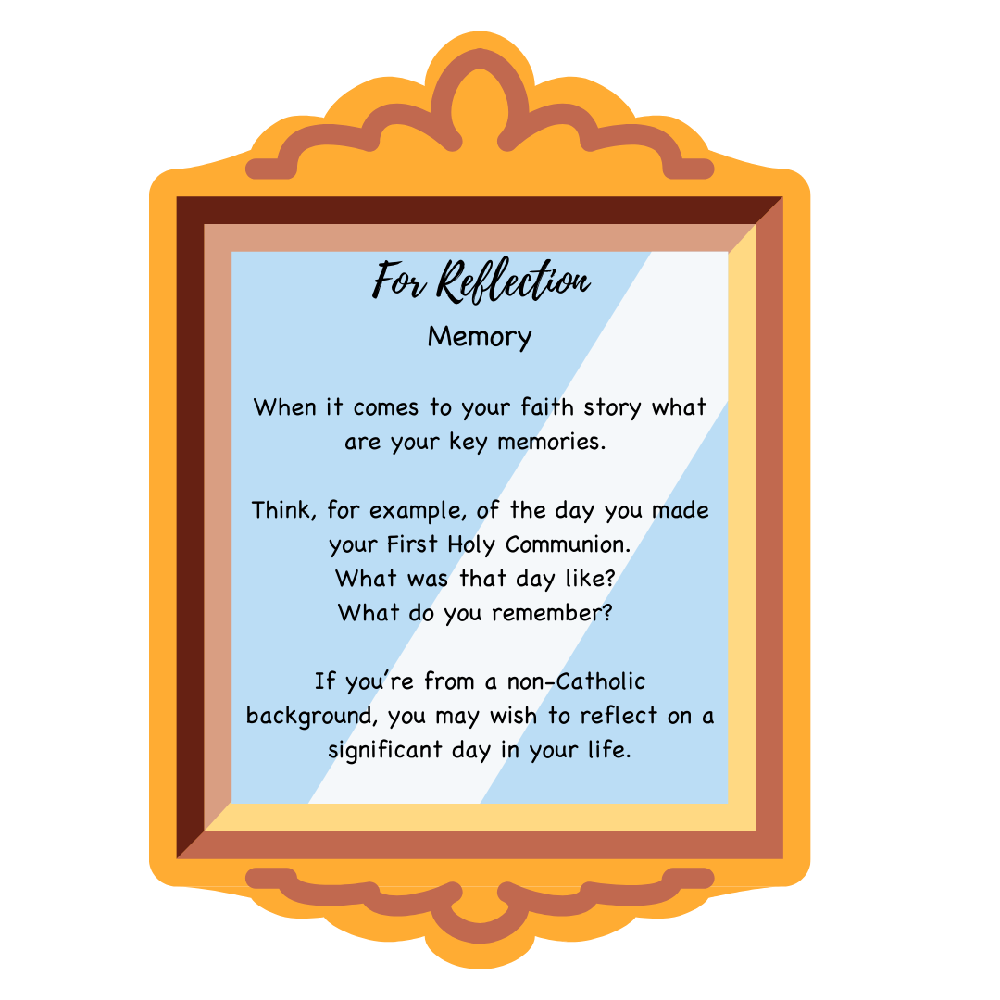 For Reflection
Memory
When it comes to your faith story what
are your key memories.
Think, for example, of the day you made
your First Holy Communion.
What was that day like?
What do you remember?
If you're from a non-Catholic
background, you may wish to reflect on a
significant day in your life.